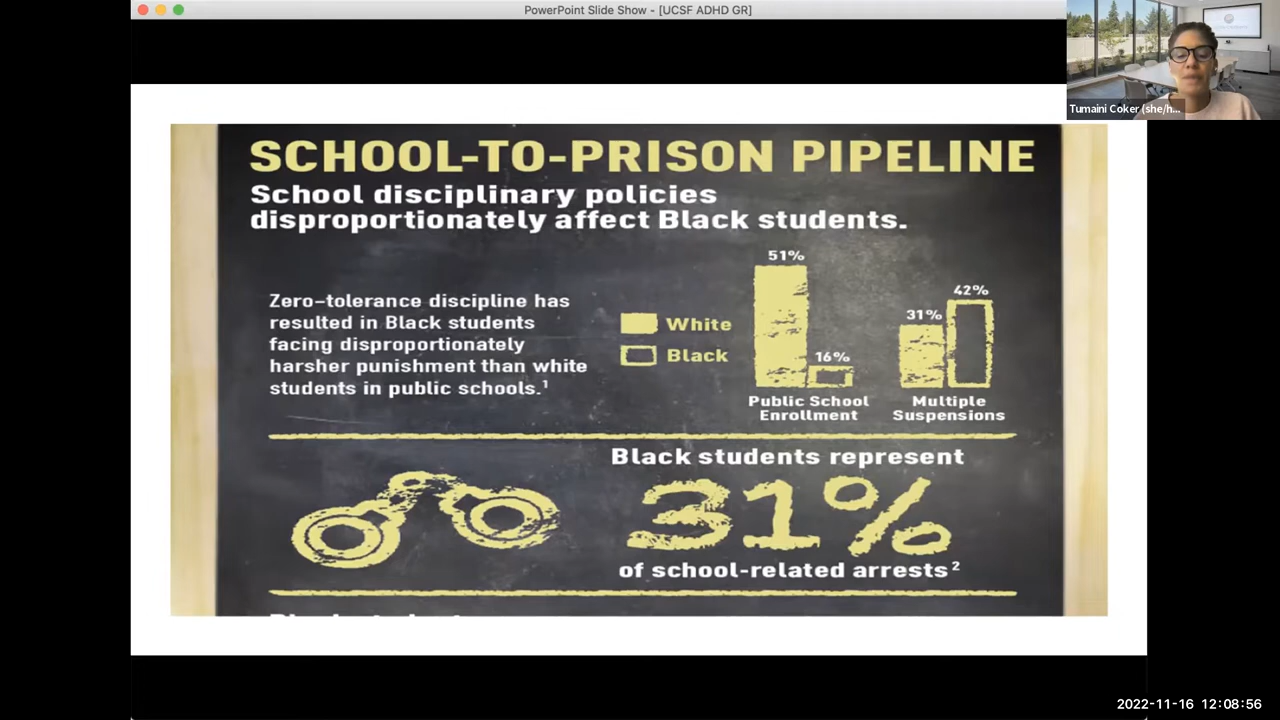 PowerPoint Slide Show - [UCSF ADHD GR]
Tumaini Coker (she/h...
SCHOOL-TO-PRISON PIPELINE
School disciplinary policies
disproportionately affect Black students.
Zero-tolerance discipline has
resulted in Black students
facing disproportionately
harsher punishment than white
students in public schools.¹
White
Black
51%
16%
Public School
Enrollment
31%
42%
Multiple
Suspensions
Black students represent
31%
of school-related arrests²
2022-11-16 12:08:56